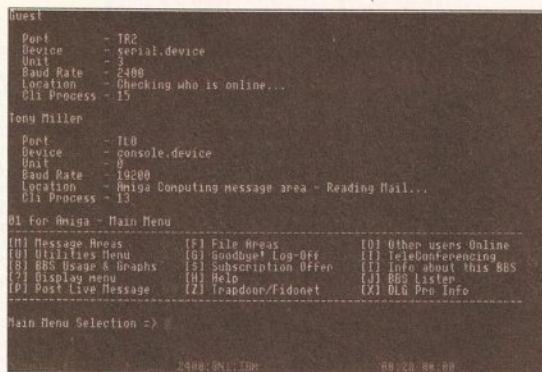 Guest
Port - TR2
Device - serial.device
Unit - 3
Baud Rate - 2400
Location - Checking who is online...
Cli Process - 15
Tony Miller
Port - TL0
Device - console.device
Unit - 0
Baud Rate - 19200
Location - Amiga Computing message area - Reading Mail...
Cli Process - 13
01 for Amiga - Main Menu
[M] Message Areas [F] File Areas [O] Other users Online
[U] Utilities Menu [G] Goodbye! Log-Off [T] TeleConferencing
[B] BBS Usage & Graphs [S] Subscription Offer [I] Info about this BBS
[?] Display menu [H] Help [J] BBS Lister
[P] Post Live Message [Z] Trapdoor/Fidonet [X] DLG Pro Info
Main Menu Selection =>
2400:8N1:IBM